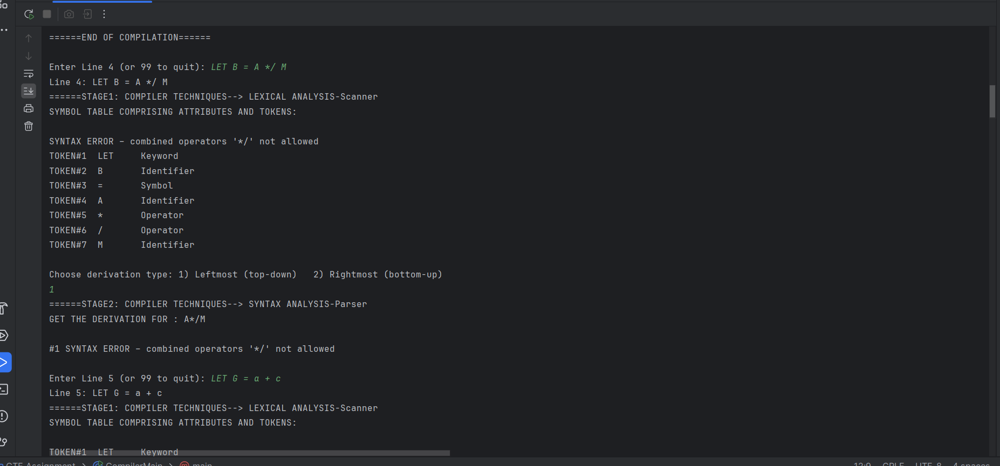 ======END OF COMPILATION======
Enter Line 4 (or 99 to quit): LET B = A */ M
Line 4: LET B = A */ M
======STAGE1: COMPILER TECHNIQUES--> LEXICAL ANALYSIS-Scanner
SYMBOL TABLE COMPRISING ATTRIBUTES AND TOKENS:
SYNTAX ERROR – combined operators '*/' not allowed
TOKEN#1 LET Keyword
TOKEN#2 B Identifier
TOKEN#3 = Symbol
TOKEN#4 A Identifier
TOKEN#5 * Operator
TOKEN#6 / Operator
TOKEN#7 M Identifier
Choose derivation type: 1) Leftmost (top-down) 2) Rightmost (bottom-up)
1
======STAGE2: COMPILER TECHNIQUES--> SYNTAX ANALYSIS-Parser
GET THE DERIVATION FOR : A*/M
#1 SYNTAX ERROR – combined operators '*/' not allowed
Enter Line 5 (or 99 to quit): LET G = a + c
Line 5: LET G = a + c
======STAGE1: COMPILER TECHNIQUES--> LEXICAL ANALYSIS-Scanner
SYMBOL TABLE COMPRISING ATTRIBUTES AND TOKENS:
TOKEN#1 LET Keyword
Assignment > CompilerMain > main 12:9 CRLF UTF-8 4 spaces